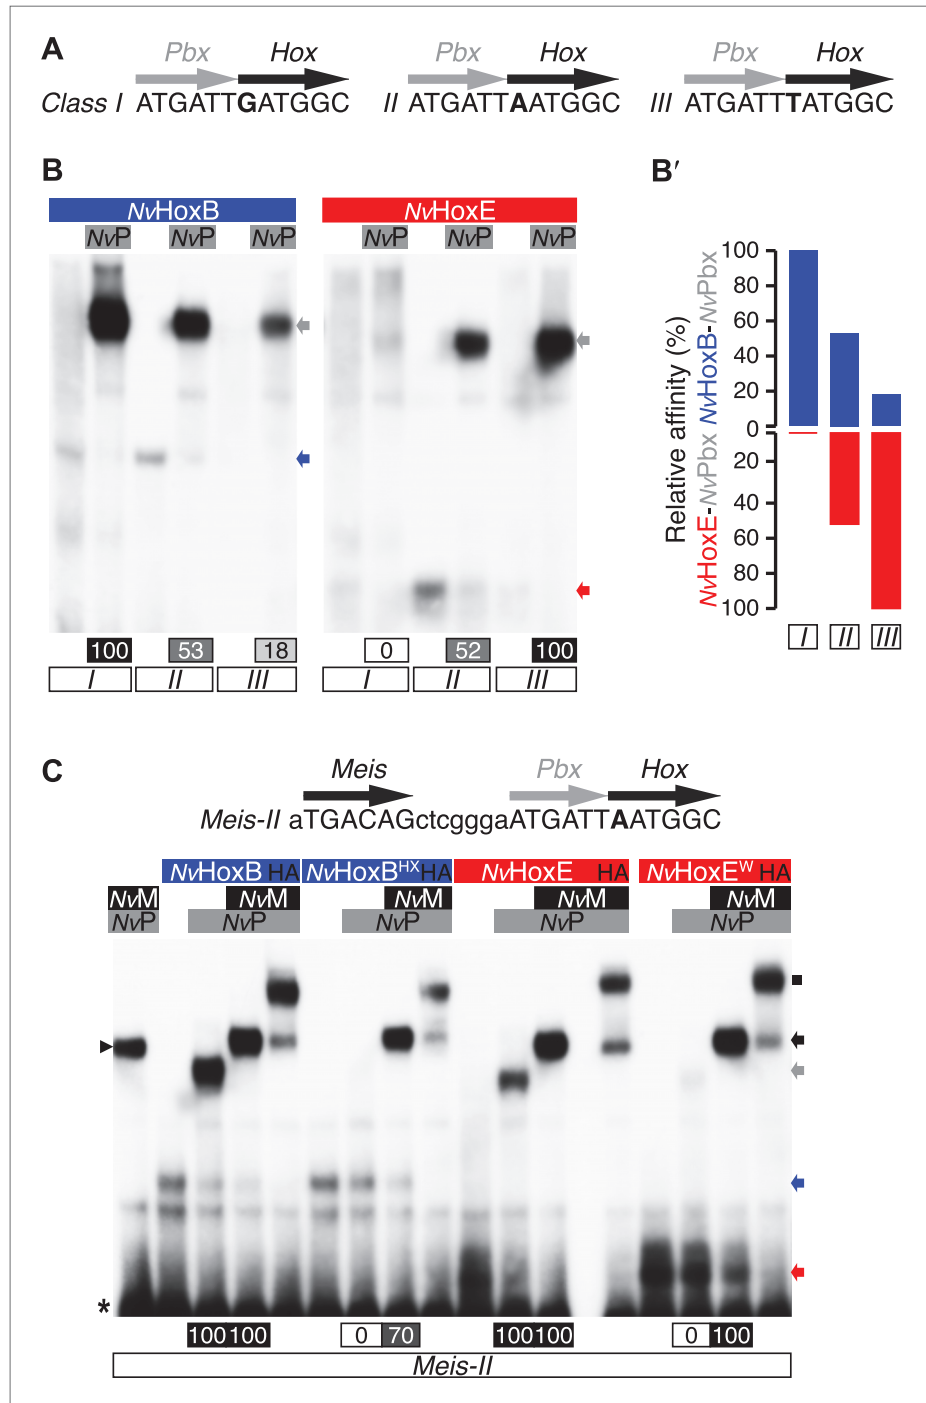 A
Pbx Hox Pbx Hox Pbx Hox
Class I ATGATTGATGGC II ATGATTAATGGC III ATGATTTATGGC
B B′
NvHoxB NvHoxE
NvP NvP NvP NvP NvP NvP
100 53 18 0 52 100
I II III I II III
Relative affinity (%)
NvHoxE-NvPbx NvHoxB-NvPbx
100
80
60
40
20
0
20
40
60
80
100
I II III
C
Meis Pbx Hox
Meis-II aTGACAGctcgggaATGATTAATGGC
NvHoxB HA NvHoxB^HX HA NvHoxE HA NvHoxE^W HA
NvM NvM NvM NvM NvM
NvP NvP NvP NvP NvP
*
100 100 0 70 100 100 0 100
Meis-II